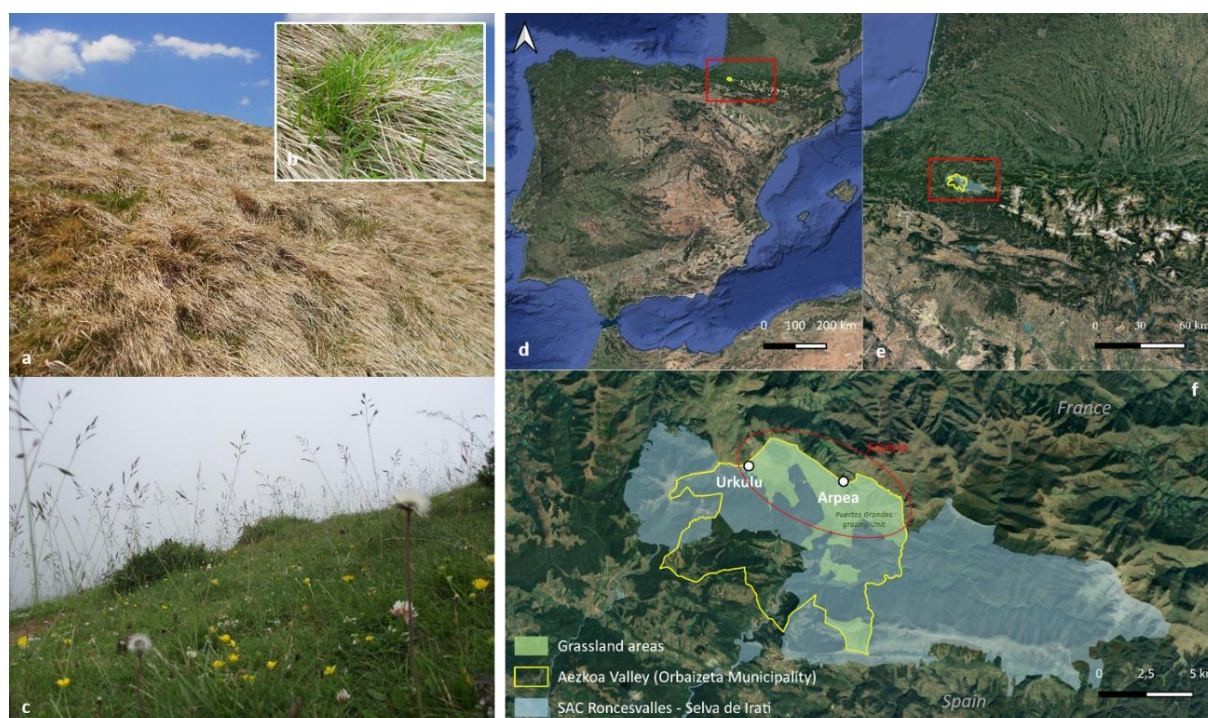 a
b
c
d
0 100 200 km
e
0 30 60 km
f
France
Urkulu
Arpea
Puertos Grandes
grazing Unit
Grassland areas
Aezkoa Valley (Orbaizeta Municipality)
SAC Roncesvalles - Selva de Irati
Spain
0 2,5 5 km